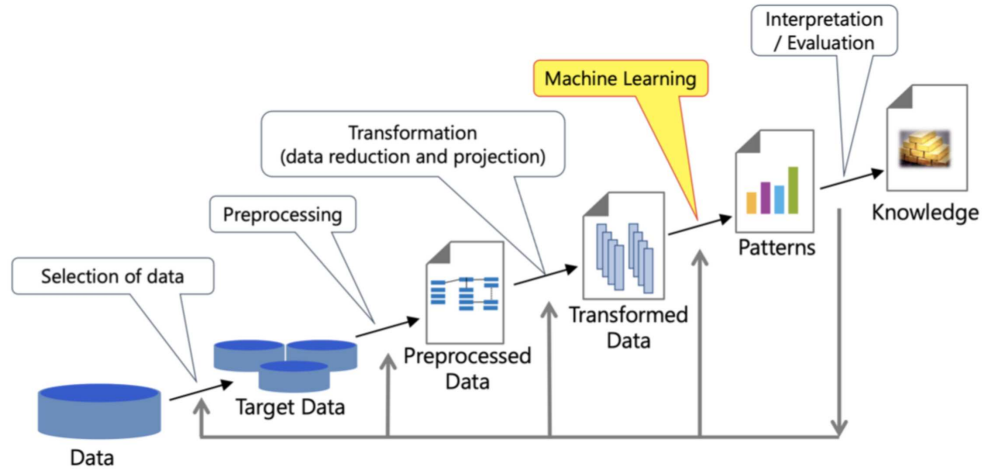 Interpretation
/ Evaluation
Machine Learning
Transformation
(data reduction and projection)
Preprocessing
Selection of data
Knowledge
Patterns
Transformed
Data
Preprocessed
Data
Target Data
Data